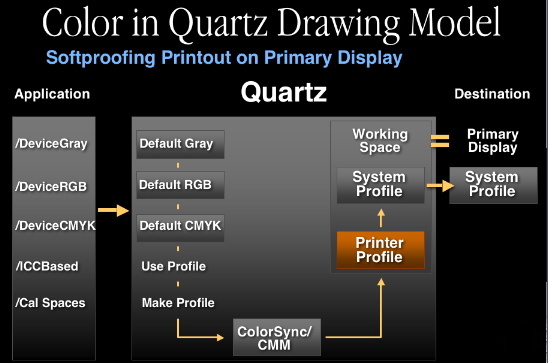 Color in Quartz Drawing Model
Softproofing Printout on Primary Display
Application
Quartz
Destination
/DeviceGray
Default Gray
Working
Space
Primary
Display
/DeviceRGB
Default RGB
System
Profile
System
Profile
/DeviceCMYK
Default CMYK
Printer
Profile
/ICCBased
Use Profile
/Cal Spaces
Make Profile
ColorSync/
CMM